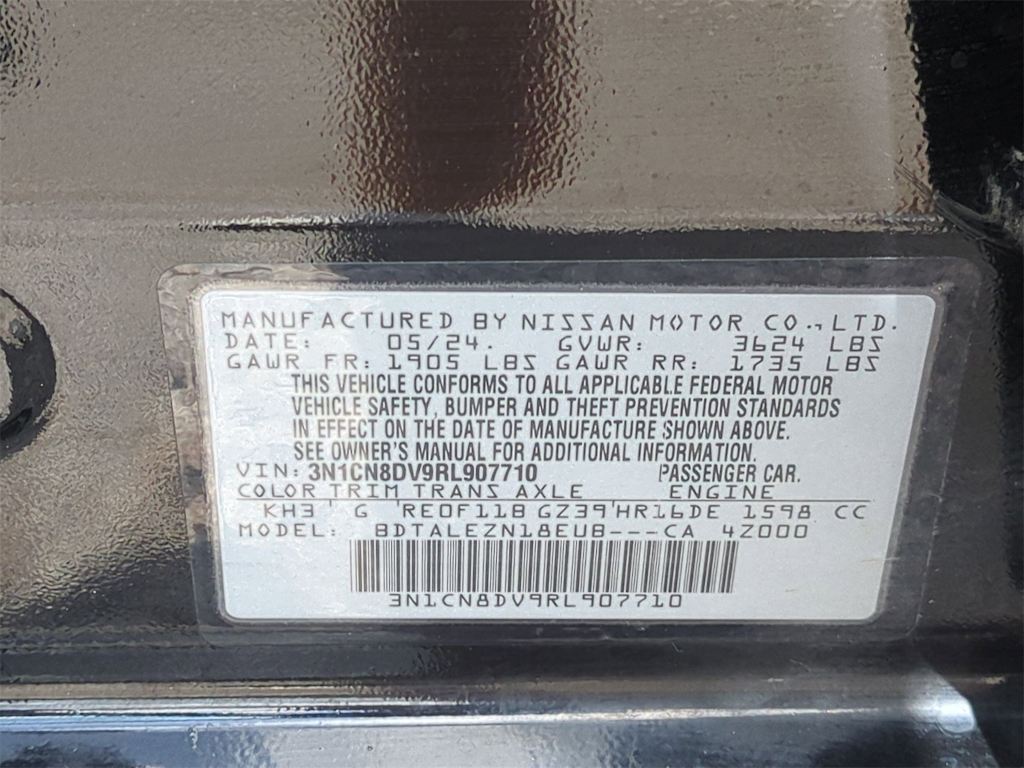 MANUFACTURED BY NISSAN MOTOR CO., LTD.
DATE: 05/24. GVWR: 3624 LBS
GAWR FR: 1905 LBS GAWR RR: 1735 LBS
THIS VEHICLE CONFORMS TO ALL APPLICABLE FEDERAL MOTOR
VEHICLE SAFETY, BUMPER AND THEFT PREVENTION STANDARDS
IN EFFECT ON THE DATE OF MANUFACTURE SHOWN ABOVE.
SEE OWNER'S MANUAL FOR ADDITIONAL INFORMATION.
VIN: 3N1CN8DV9RL907710 PASSENGER CAR.
COLOR TRIM TRANS AXLE ENGINE
KH3 G RE0F11B GZ39 HR16DE 1598 CC
MODEL: BDTALEZN18EUB---CA 4Z000
3N1CN8DV9RL907710